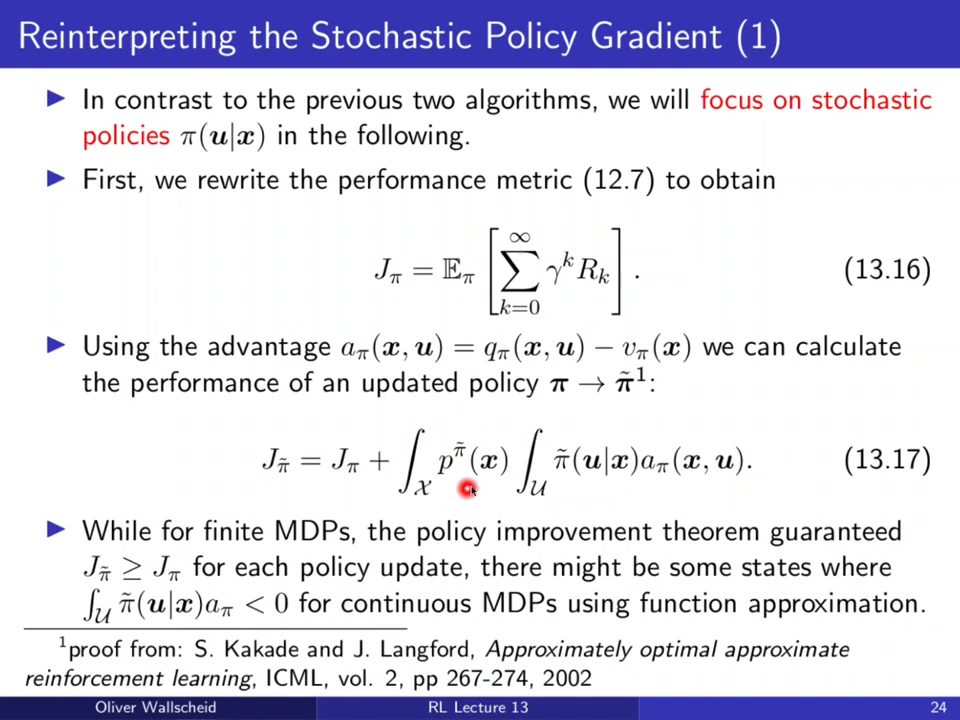 Reinterpreting the Stochastic Policy Gradient (1)
▶ In contrast to the previous two algorithms, we will focus on stochastic
policies π(u|x) in the following.
▶ First, we rewrite the performance metric (12.7) to obtain
J_π = 𝔼_π [ ∑_{k=0}^{∞} γ^k R_k ] . (13.16)
▶ Using the advantage a_π(x, u) = q_π(x, u) − v_π(x) we can calculate
the performance of an updated policy π → π̃¹:
J_π̃ = J_π + ∫_𝒳 p^π̃(x) ∫_𝒰 π̃(u|x)a_π(x, u). (13.17)
▶ While for finite MDPs, the policy improvement theorem guaranteed
J_π̃ ≥ J_π for each policy update, there might be some states where
∫_𝒰 π̃(u|x)a_π < 0 for continuous MDPs using function approximation.
¹proof from: S. Kakade and J. Langford, Approximately optimal approximate
reinforcement learning, ICML, vol. 2, pp 267-274, 2002
Oliver Wallscheid RL Lecture 13 24